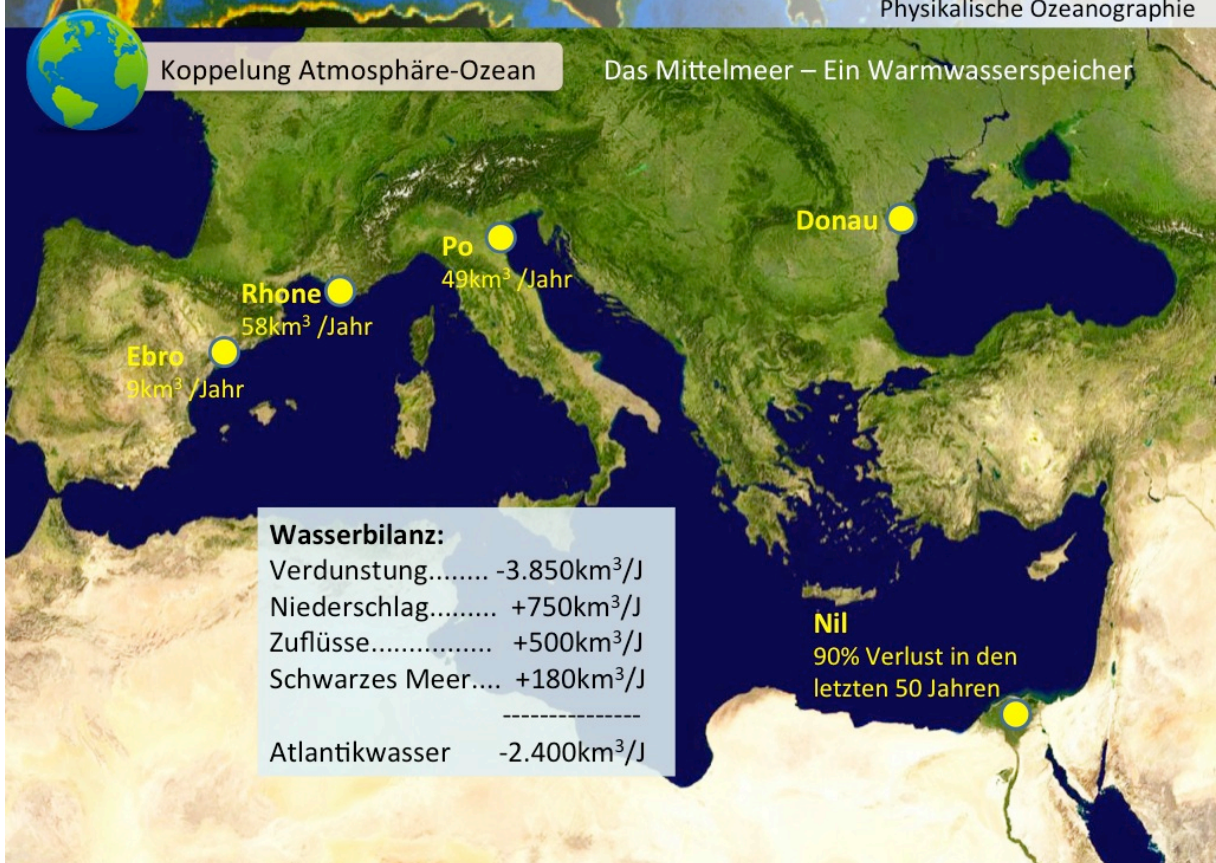 Physikalische Ozeanographie
Koppelung Atmosphäre-Ozean
Das Mittelmeer – Ein Warmwasserspeicher
Donau
Po
49km³ /Jahr
Rhone
58km³ /Jahr
Ebro
9km³ /Jahr
Wasserbilanz:
Verdunstung........ -3.850km³/J
Niederschlag......... +750km³/J
Zuflüsse................ +500km³/J
Schwarzes Meer.... +180km³/J
---------------
Atlantikwasser -2.400km³/J
Nil
90% Verlust in den
letzten 50 Jahren